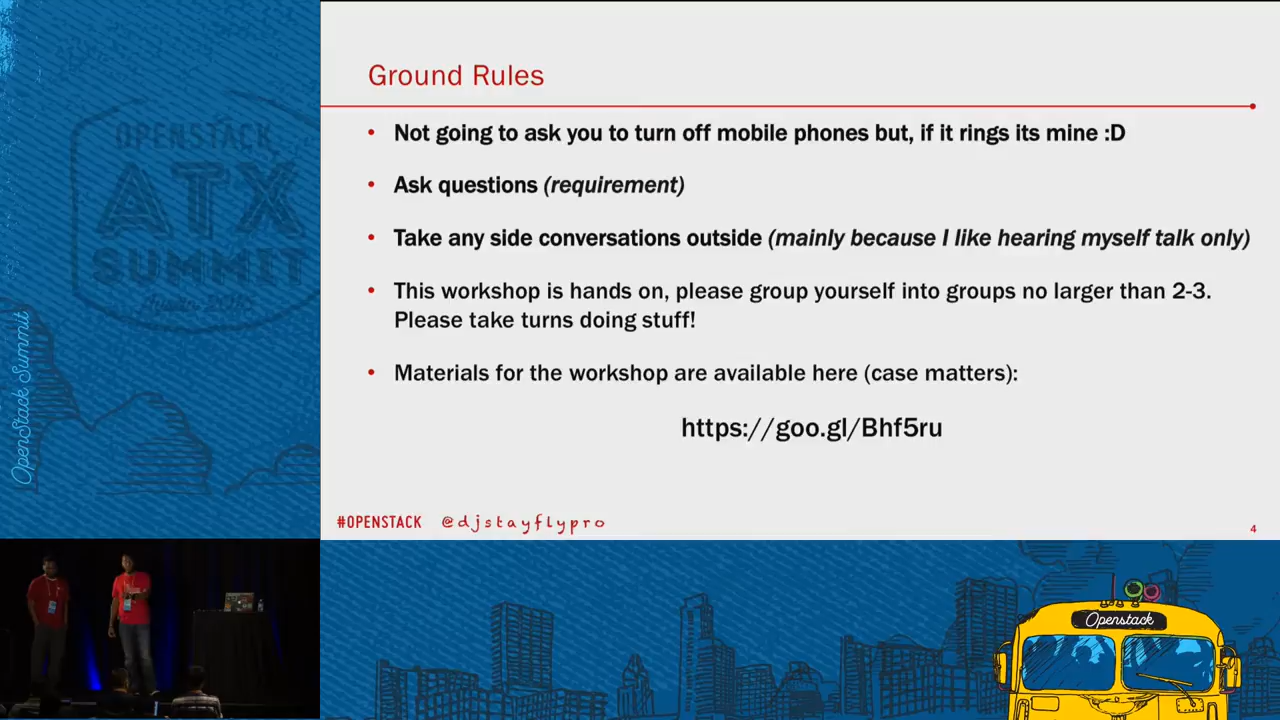 Ground Rules
• Not going to ask you to turn off mobile phones but, if it rings its mine :D
• Ask questions (requirement)
• Take any side conversations outside (mainly because I like hearing myself talk only)
• This workshop is hands on, please group yourself into groups no larger than 2-3.
Please take turns doing stuff!
• Materials for the workshop are available here (case matters):
https://goo.gl/Bhf5ru
#OPENSTACK @djstayflypro
4
OPENSTACK
ATX
SUMMIT
OpenStack Summit
Openstack